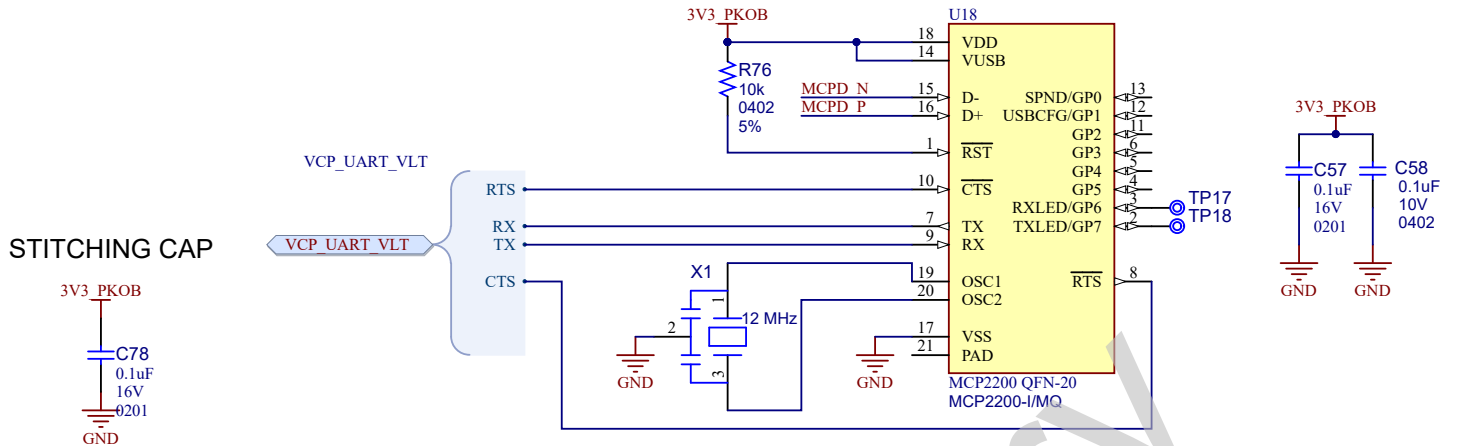 3V3_PKOB
U18
18 VDD
14 VUSB
R76
10k
0402
5%
MCPD_N 15 D-
MCPD_P 16 D+
SPND/GP0 13
USBCFG/GP1 12
GP2 11
1 RST
GP3 6
GP4 5
10 CTS
GP5 4
RXLED/GP6 3 TP17
TXLED/GP7 2 TP18
7 TX
9 RX
19 OSC1
20 OSC2
RTS 8
17 VSS
21 PAD
MCP2200 QFN-20
MCP2200-I/MQ
VCP_UART_VLT
RTS
RX
TX
CTS
VCP_UART_VLT
X1
1
2
3
12 MHz
GND
GND
3V3_PKOB
C57
0.1uF
16V
0201
C58
0.1uF
10V
0402
GND
GND
STITCHING CAP
3V3_PKOB
C78
0.1uF
16V
0201
GND